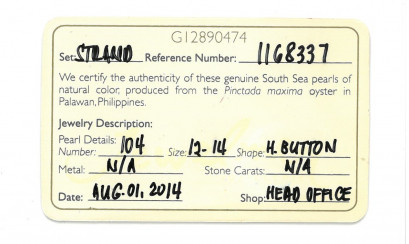 G12890474
Set: STRAND Reference Number: 1168337
We certify the authenticity of these genuine South Sea pearls of
natural color, produced from the Pinctada maxima oyster in
Palawan, Philippines.
Jewelry Description:
Pearl Details:
Number: 104 Size: 12-14 Shape: H. BUTTON
Metal: N/A Stone Carats: N/A
Date: AUG. 01, 2014 Shop: HEAD OFFICE